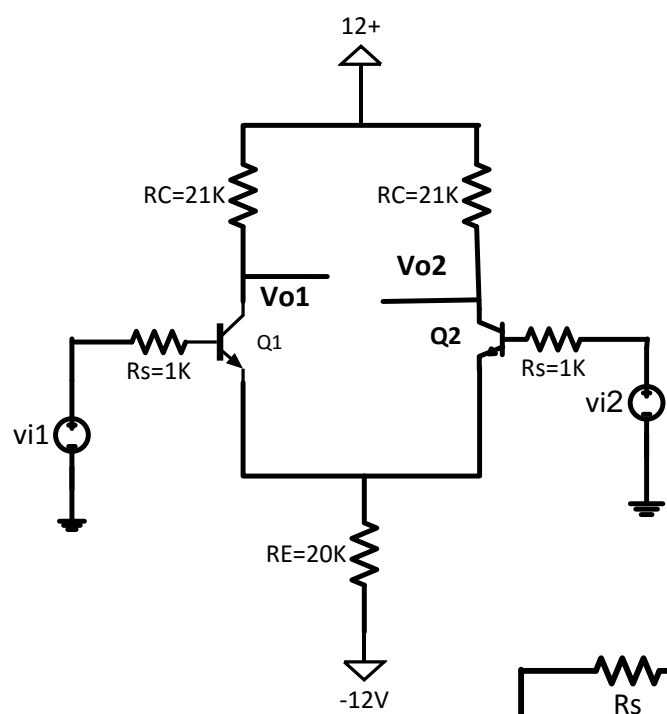 12+
RC=21K
RC=21K
Vo1
Vo2
Q1
Q2
Rs=1K
Rs=1K
vi1
vi2
RE=20K
-12V
Rs